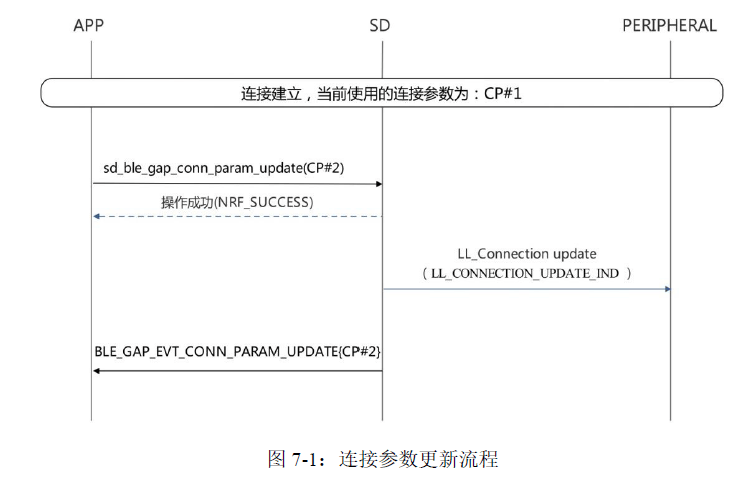 APP SD PERIPHERAL
连接建立，当前使用的连接参数为：CP#1
sd_ble_gap_conn_param_update(CP#2)
操作成功(NRF_SUCCESS)
LL_Connection update
（ LL_CONNECTION_UPDATE_IND ）
BLE_GAP_EVT_CONN_PARAM_UPDATE{CP#2}
图 7-1：连接参数更新流程